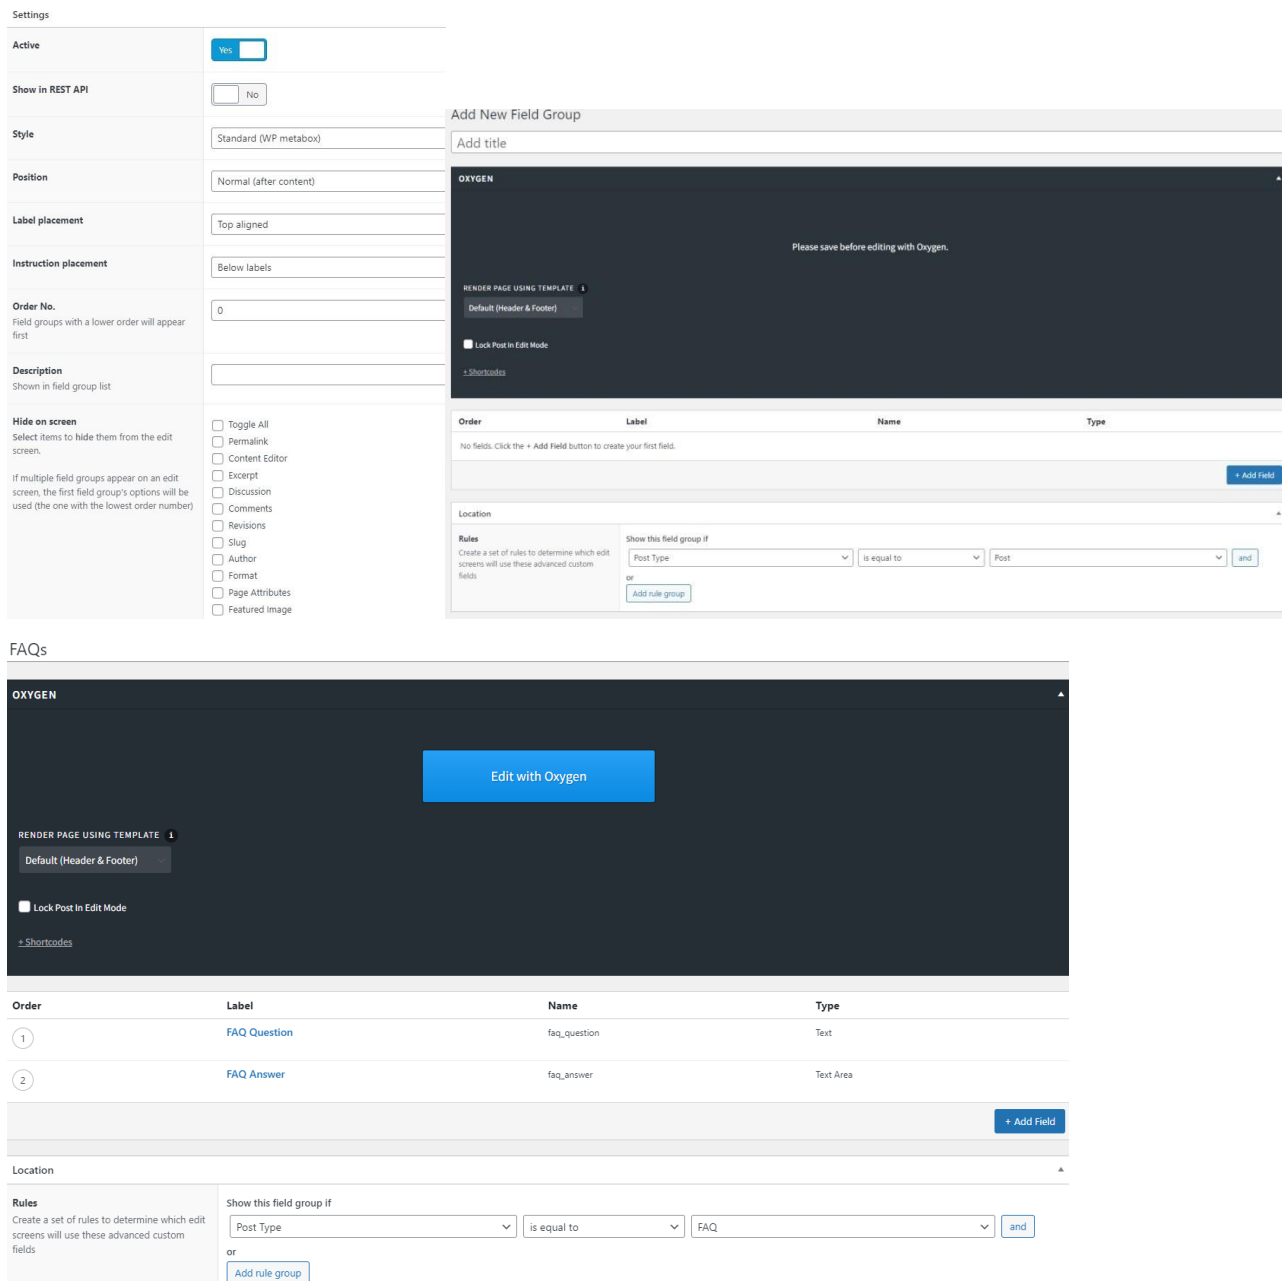 Settings
Active
Yes
Show in REST API
No
Style
Standard (WP metabox)
Position
Normal (after content)
Label placement
Top aligned
Instruction placement
Below labels
Order No.
Field groups with a lower order will appear
first
0
Description
Shown in field group list
Hide on screen
Select items to hide them from the edit
screen.
If multiple field groups appear on an edit
screen, the first field group's options will be
used (the one with the lowest order number)
Toggle All
Permalink
Content Editor
Excerpt
Discussion
Comments
Revisions
Slug
Author
Format
Page Attributes
Featured Image
Add New Field Group
Add title
OXYGEN
Please save before editing with Oxygen.
RENDER PAGE USING TEMPLATE i
Default (Header & Footer)
Lock Post In Edit Mode
+ Shortcodes
Order Label Name Type
No fields. Click the + Add Field button to create your first field.
+ Add Field
Location
Rules
Create a set of rules to determine which edit
screens will use these advanced custom
fields
Show this field group if
Post Type is equal to Post and
or
Add rule group
FAQs
OXYGEN
Edit with Oxygen
RENDER PAGE USING TEMPLATE i
Default (Header & Footer)
Lock Post In Edit Mode
+ Shortcodes
Order Label Name Type
1 FAQ Question faq_question Text
2 FAQ Answer faq_answer Text Area
+ Add Field
Location
Rules
Create a set of rules to determine which edit
screens will use these advanced custom
fields
Show this field group if
Post Type is equal to FAQ and
or
Add rule group